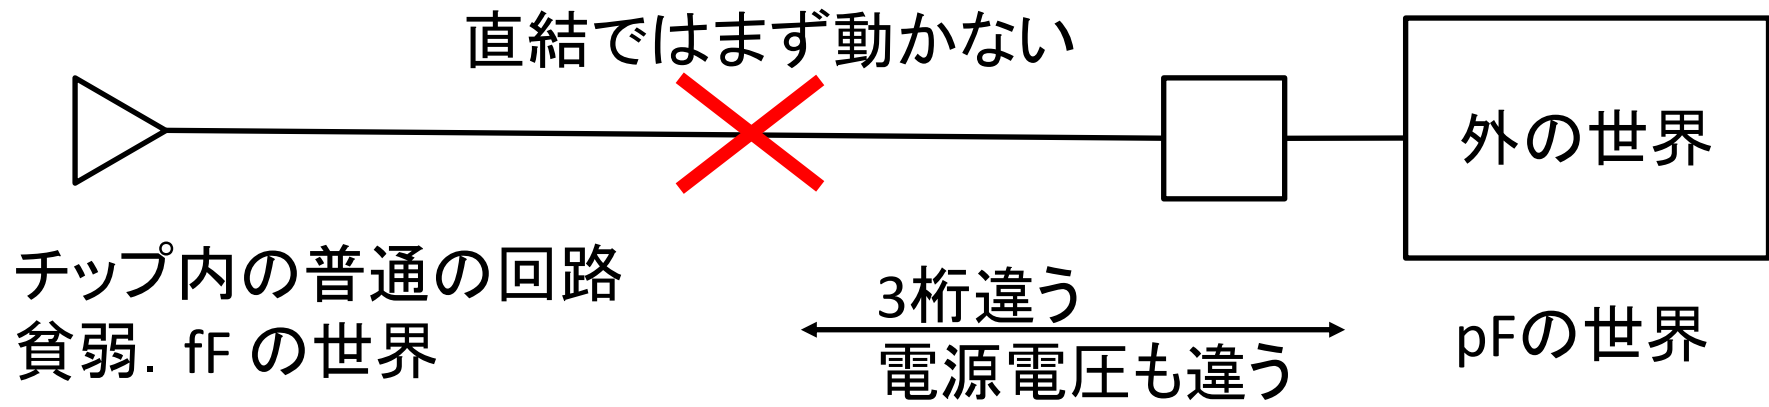 直結ではまず動かない
外の世界
チップ内の普通の回路
貧弱．fF の世界
3桁違う
電源電圧も違う
pFの世界